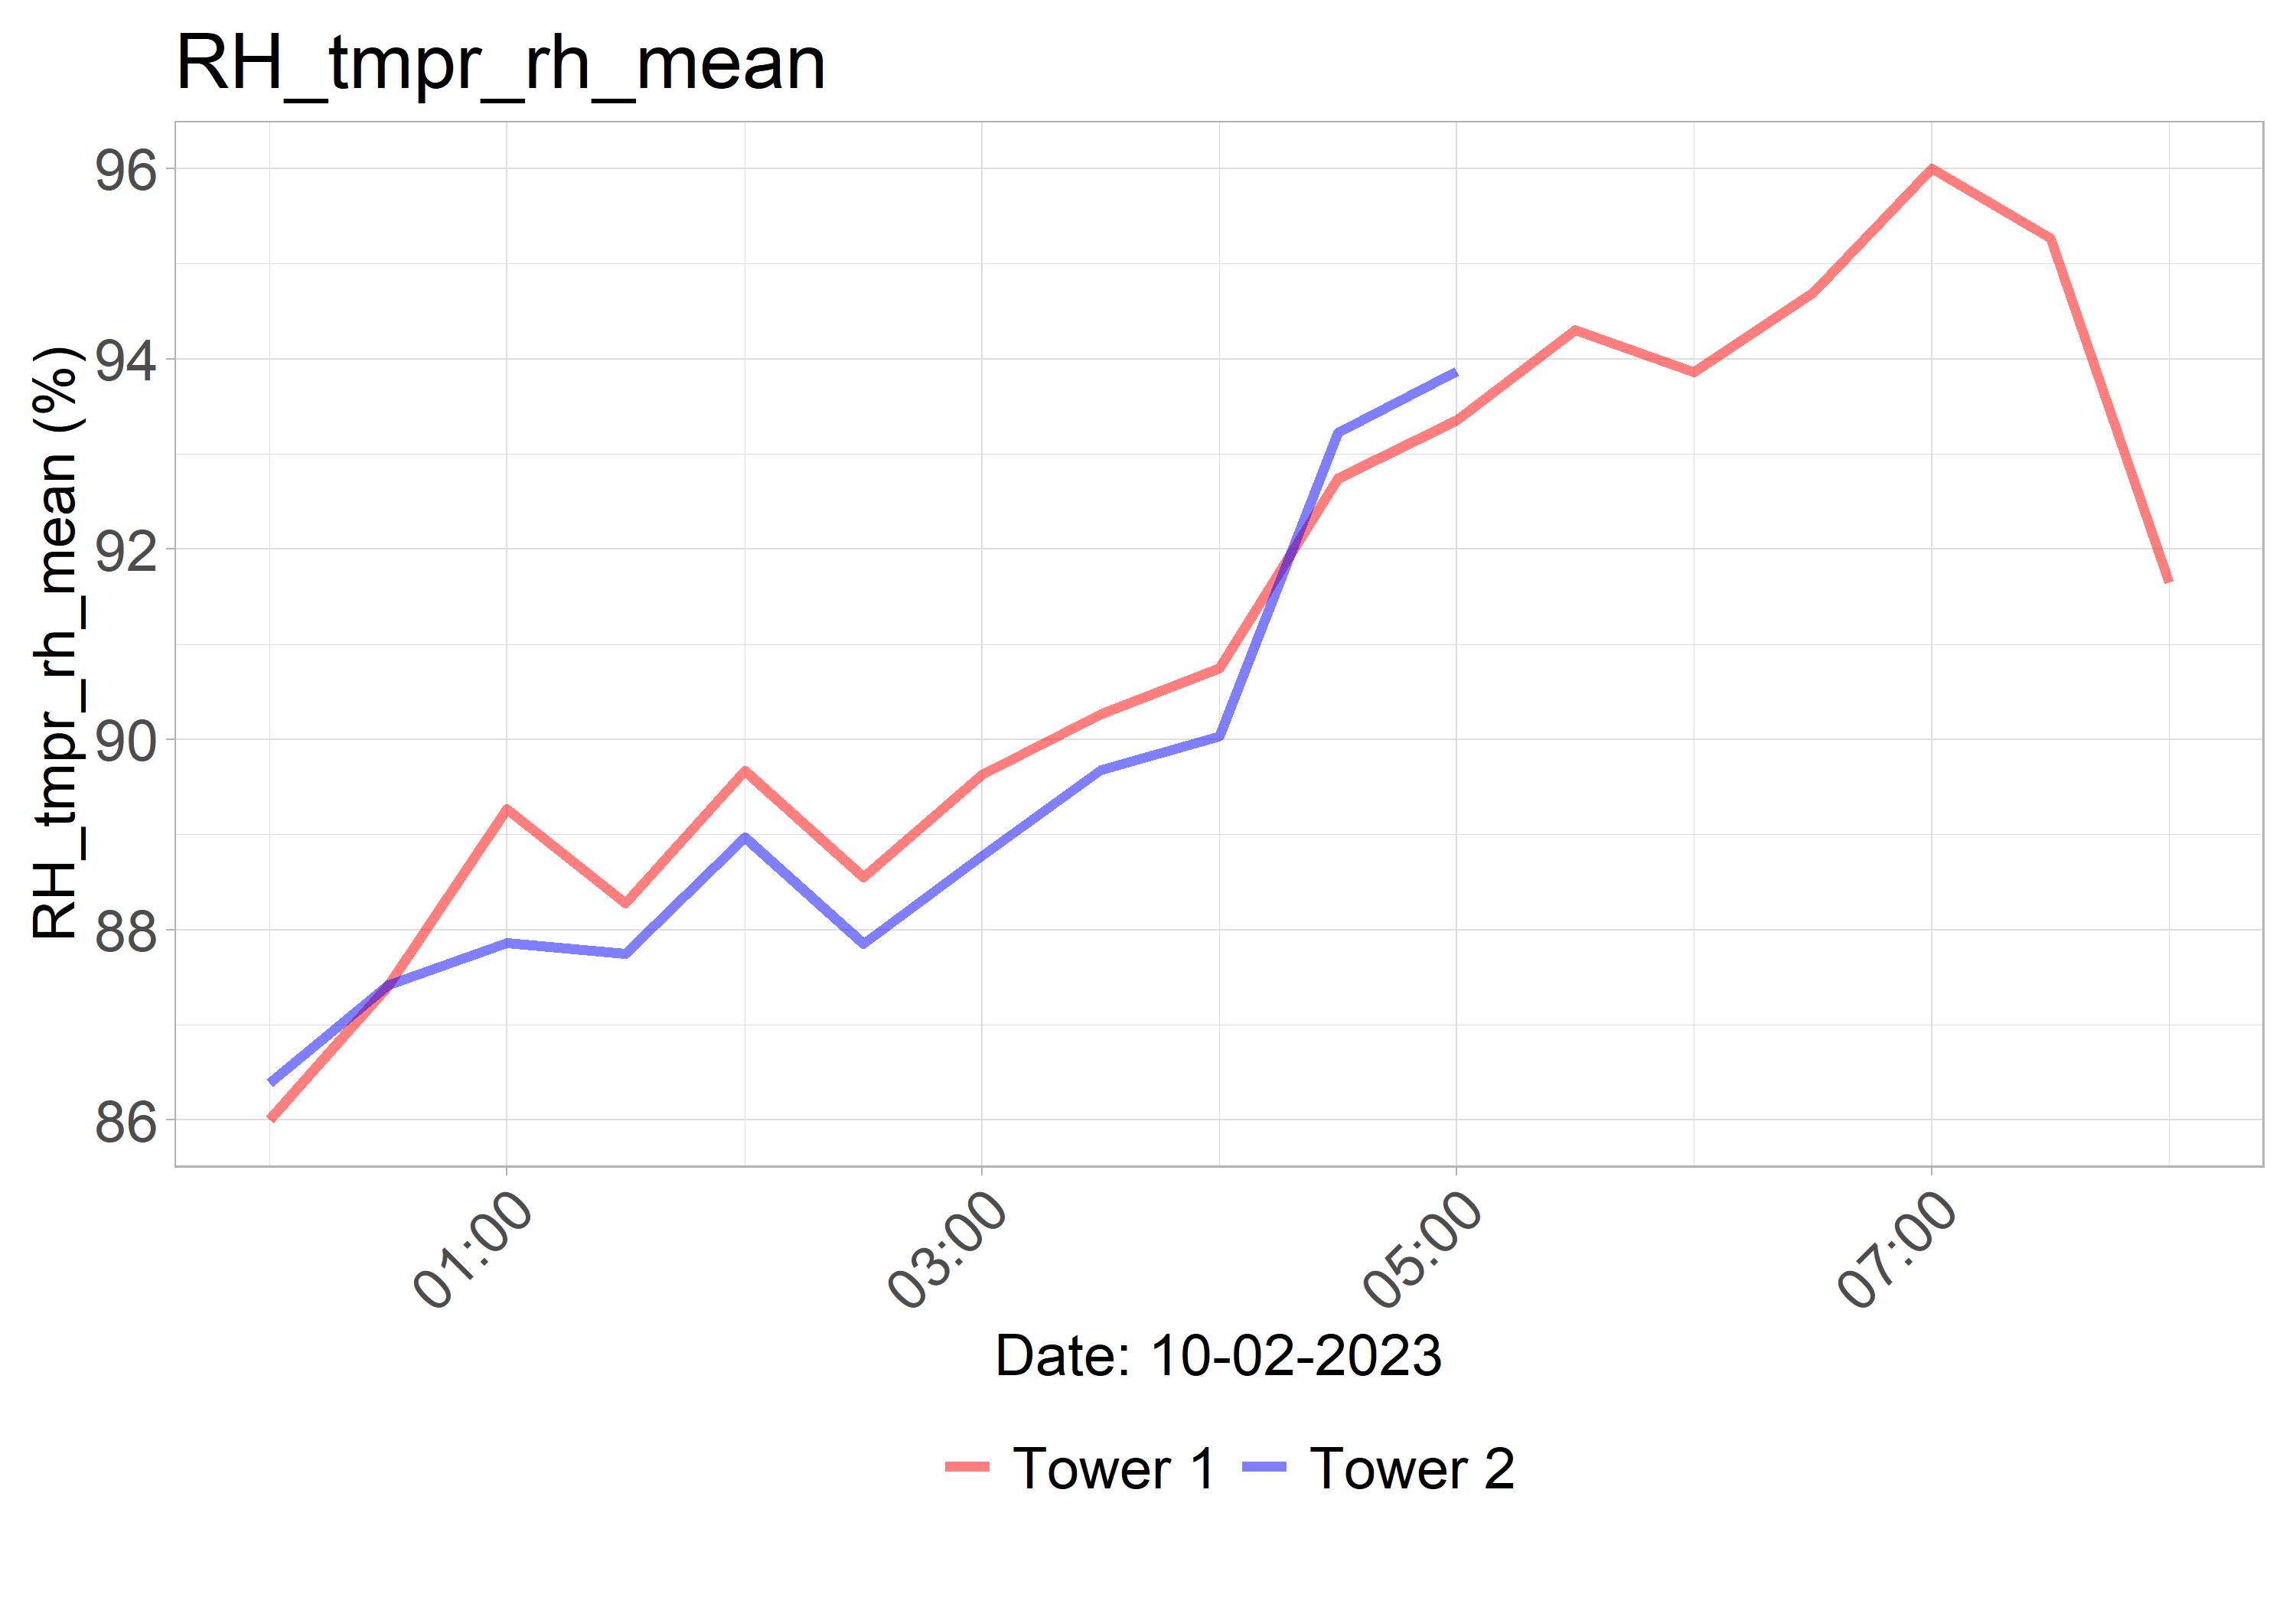 RH_tmpr_rh_mean
RH_tmpr_rh_mean (%)
96
94
92
90
88
86
01:00
03:00
05:00
07:00
Date: 10-02-2023
Tower 1
Tower 2